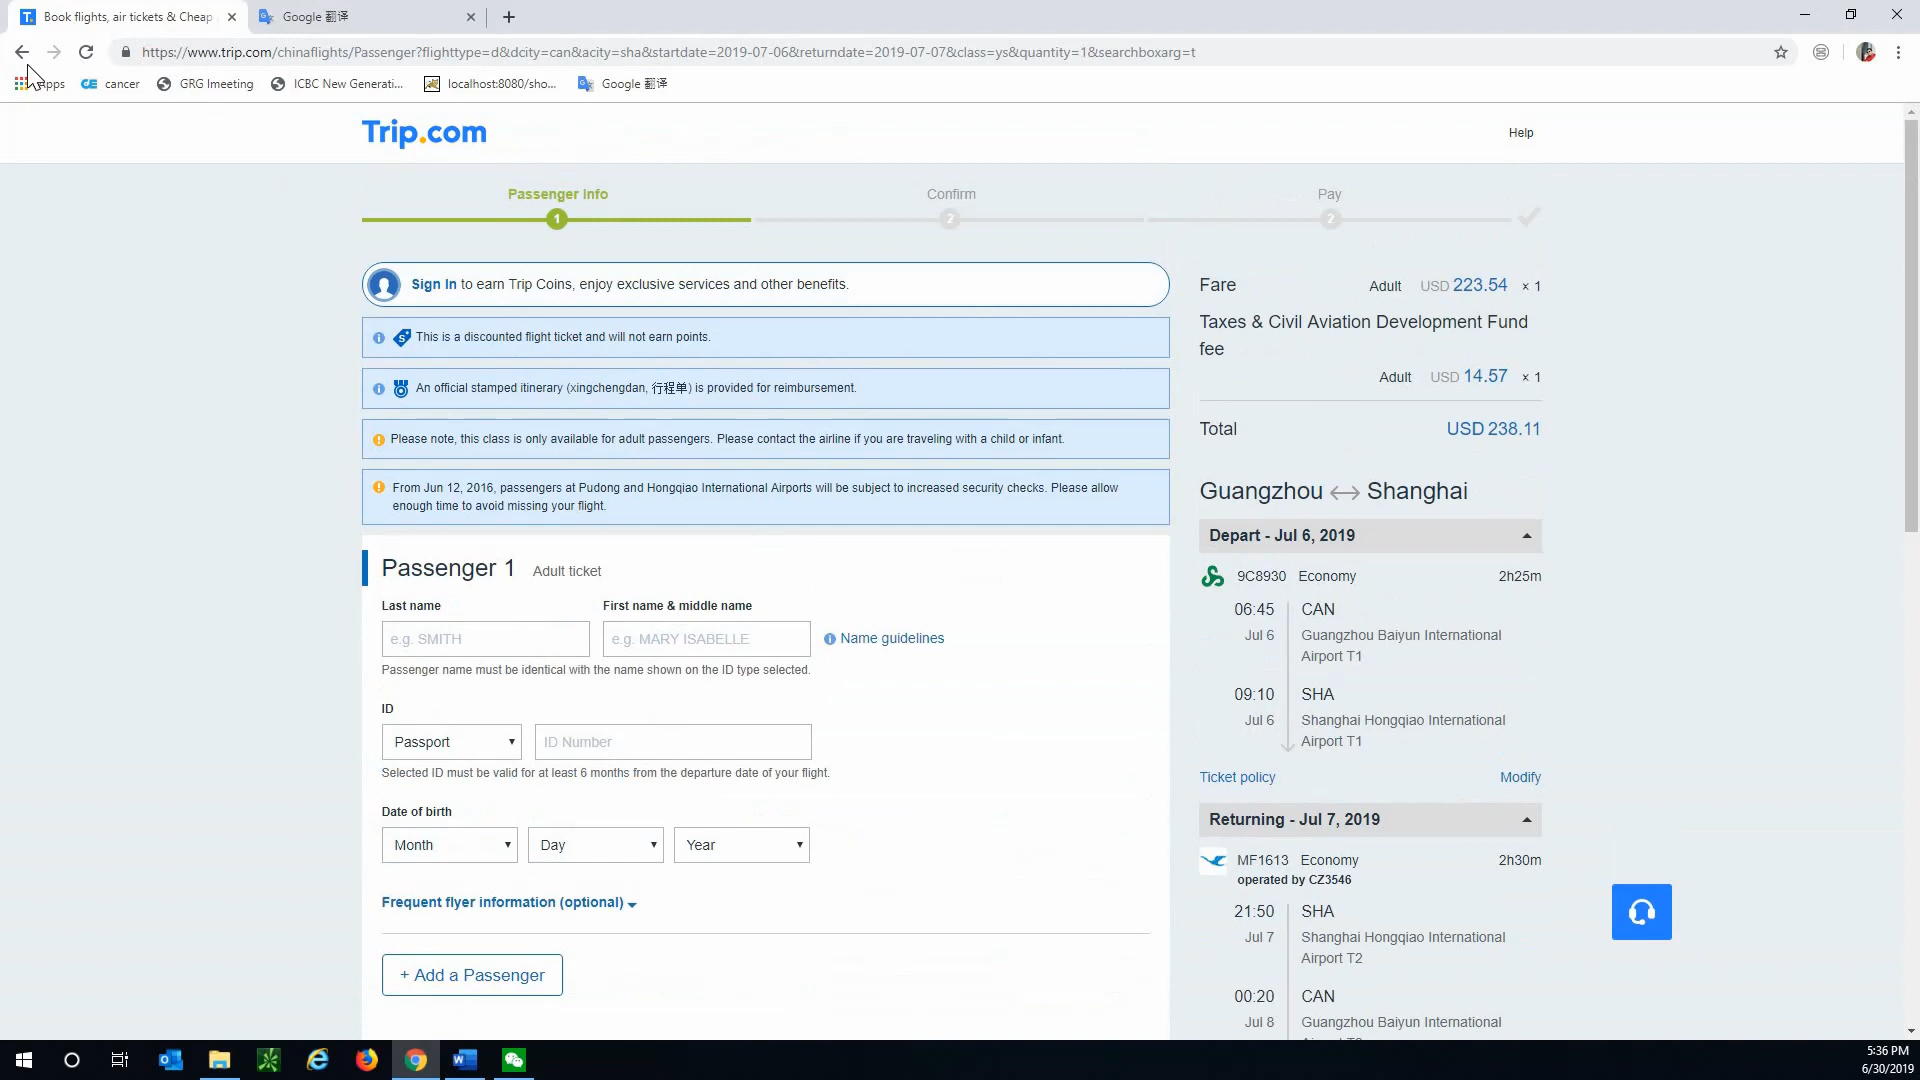 Book flights, air tickets & Cheap
Google 翻译
https://www.trip.com/chinaflights/Passenger?flighttype=d&dcity=can&acity=sha&startdate=2019-07-06&returndate=2019-07-07&class=ys&quantity=1&searchboxarg=t
Apps
cancer
GRG Imeeting
ICBC New Generati...
localhost:8080/sho...
Google 翻译
Trip.com
Help
Passenger Info
Confirm
Pay
1
2
2
Sign In to earn Trip Coins, enjoy exclusive services and other benefits.
This is a discounted flight ticket and will not earn points.
An official stamped itinerary (xingchengdan, 行程单) is provided for reimbursement.
Please note, this class is only available for adult passengers. Please contact the airline if you are traveling with a child or infant.
From Jun 12, 2016, passengers at Pudong and Hongqiao International Airports will be subject to increased security checks. Please allow
enough time to avoid missing your flight.
Passenger 1 Adult ticket
Last name
First name & middle name
e.g. SMITH
e.g. MARY ISABELLE
Name guidelines
Passenger name must be identical with the name shown on the ID type selected.
ID
Passport
ID Number
Selected ID must be valid for at least 6 months from the departure date of your flight.
Date of birth
Month
Day
Year
Frequent flyer information (optional)
+ Add a Passenger
Fare Adult USD 223.54 × 1
Taxes & Civil Aviation Development Fund
fee
Adult USD 14.57 × 1
Total USD 238.11
Guangzhou ↔ Shanghai
Depart - Jul 6, 2019
9C8930 Economy 2h25m
06:45 CAN
Jul 6 Guangzhou Baiyun International
Airport T1
09:10 SHA
Jul 6 Shanghai Hongqiao International
Airport T1
Ticket policy Modify
Returning - Jul 7, 2019
MF1613 Economy 2h30m
operated by CZ3546
21:50 SHA
Jul 7 Shanghai Hongqiao International
Airport T2
00:20 CAN
Jul 8 Guangzhou Baiyun International
5:36 PM
6/30/2019